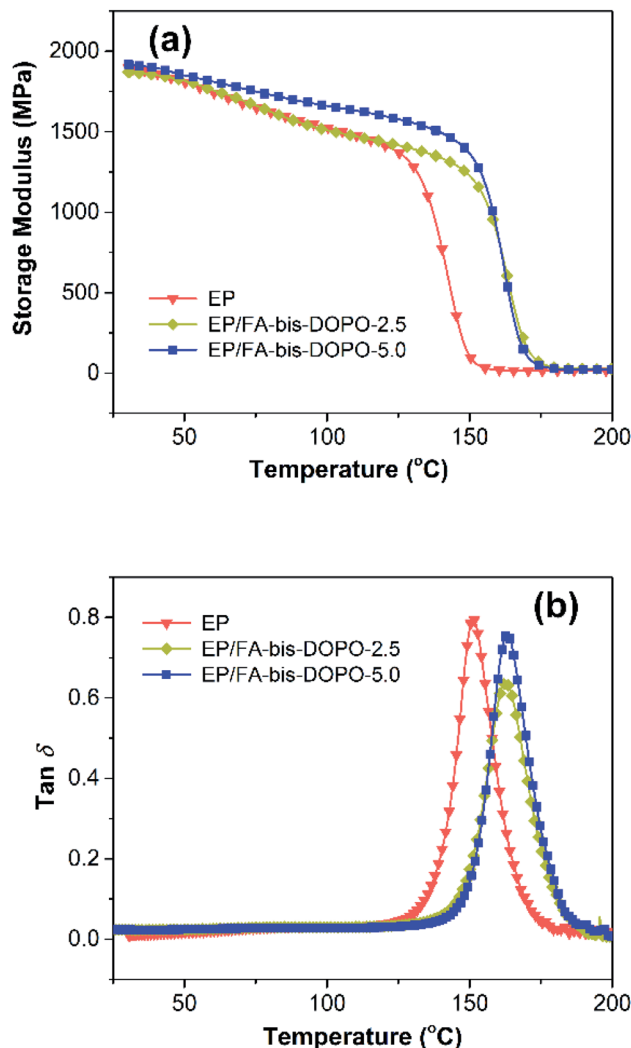 (a)
2000
1500
1000
500
0
Storage Modulus (MPa)
EP
EP/FA-bis-DOPO-2.5
EP/FA-bis-DOPO-5.0
50 100 150 200
Temperature (°C)
(b)
0.8
0.6
0.4
0.2
0.0
Tan δ
EP
EP/FA-bis-DOPO-2.5
EP/FA-bis-DOPO-5.0
50 100 150 200
Temperature (°C)